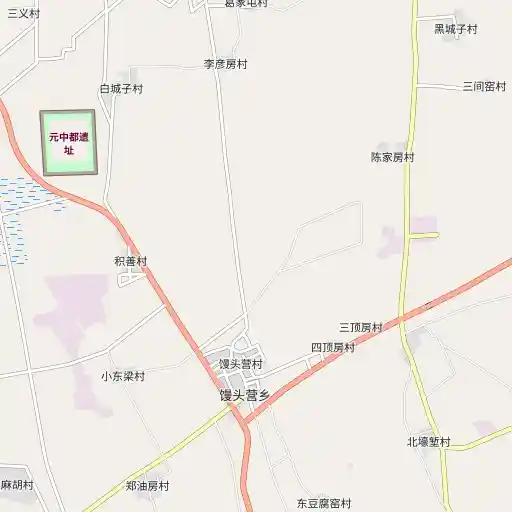 葛家屯村
三义村
黑城子村
李彦房村
白城子村
三间窑村
元中都遗
址
陈家房村
积善村
三顶房村
四顶房村
馒头营村
小东梁村
馒头营乡
北壕堑村
麻胡村
郑油房村
东豆腐窑村